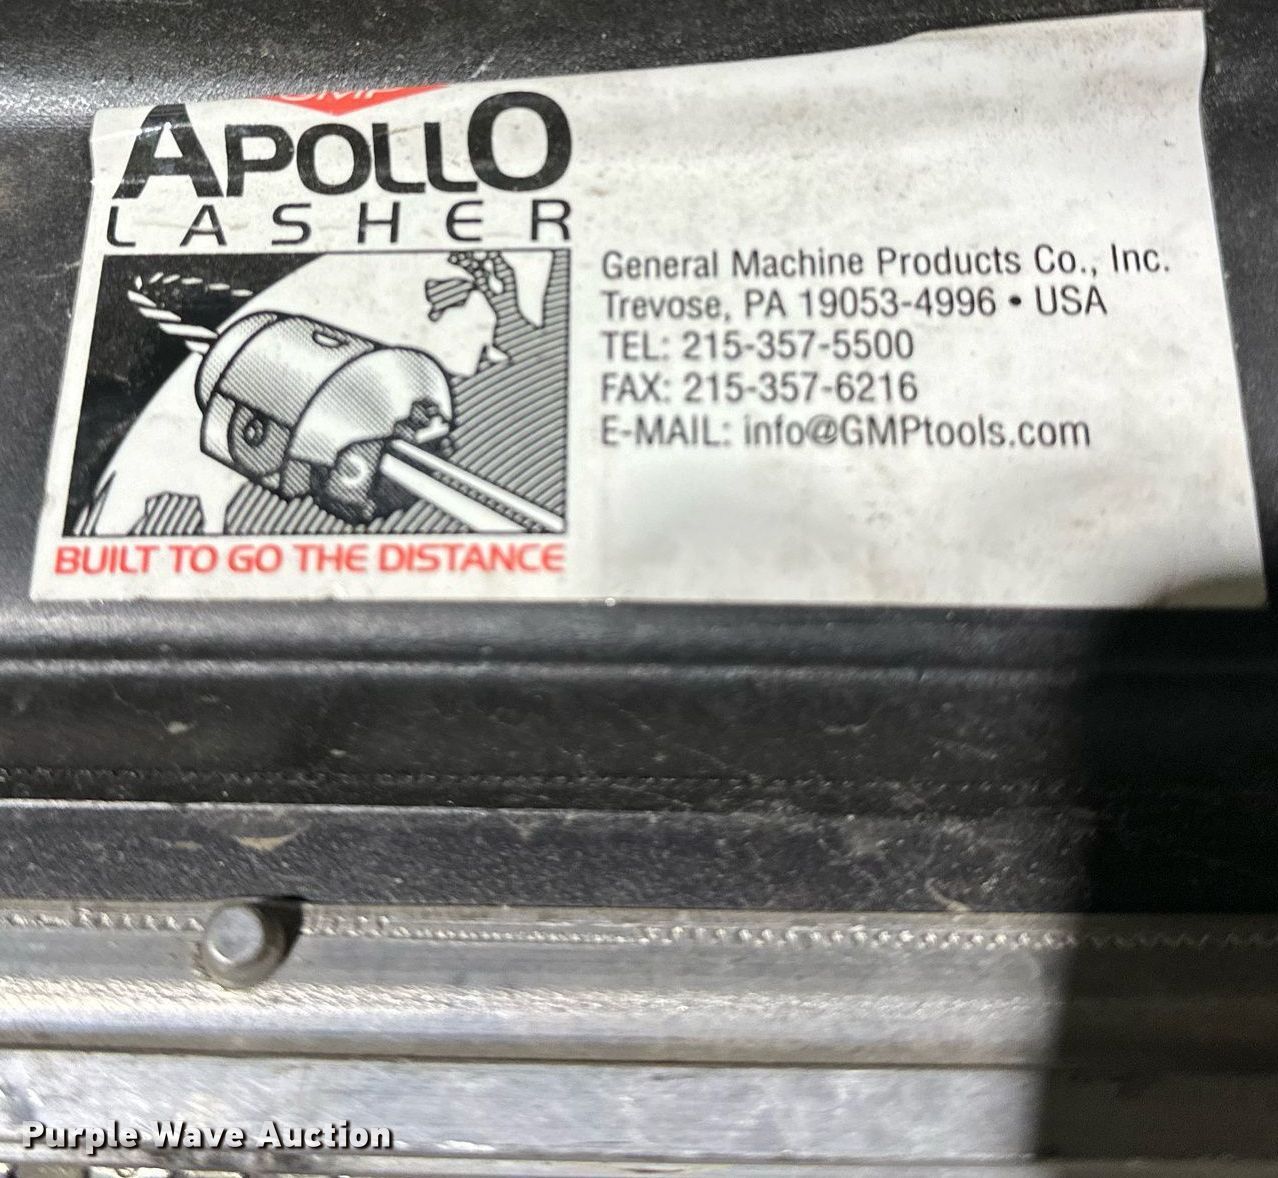 GMP
APOLLO
LASHER
General Machine Products Co., Inc.
Trevose, PA 19053-4996 • USA
TEL: 215-357-5500
FAX: 215-357-6216
E-MAIL: info@GMPtools.com
BUILT TO GO THE DISTANCE
Purple Wave Auction